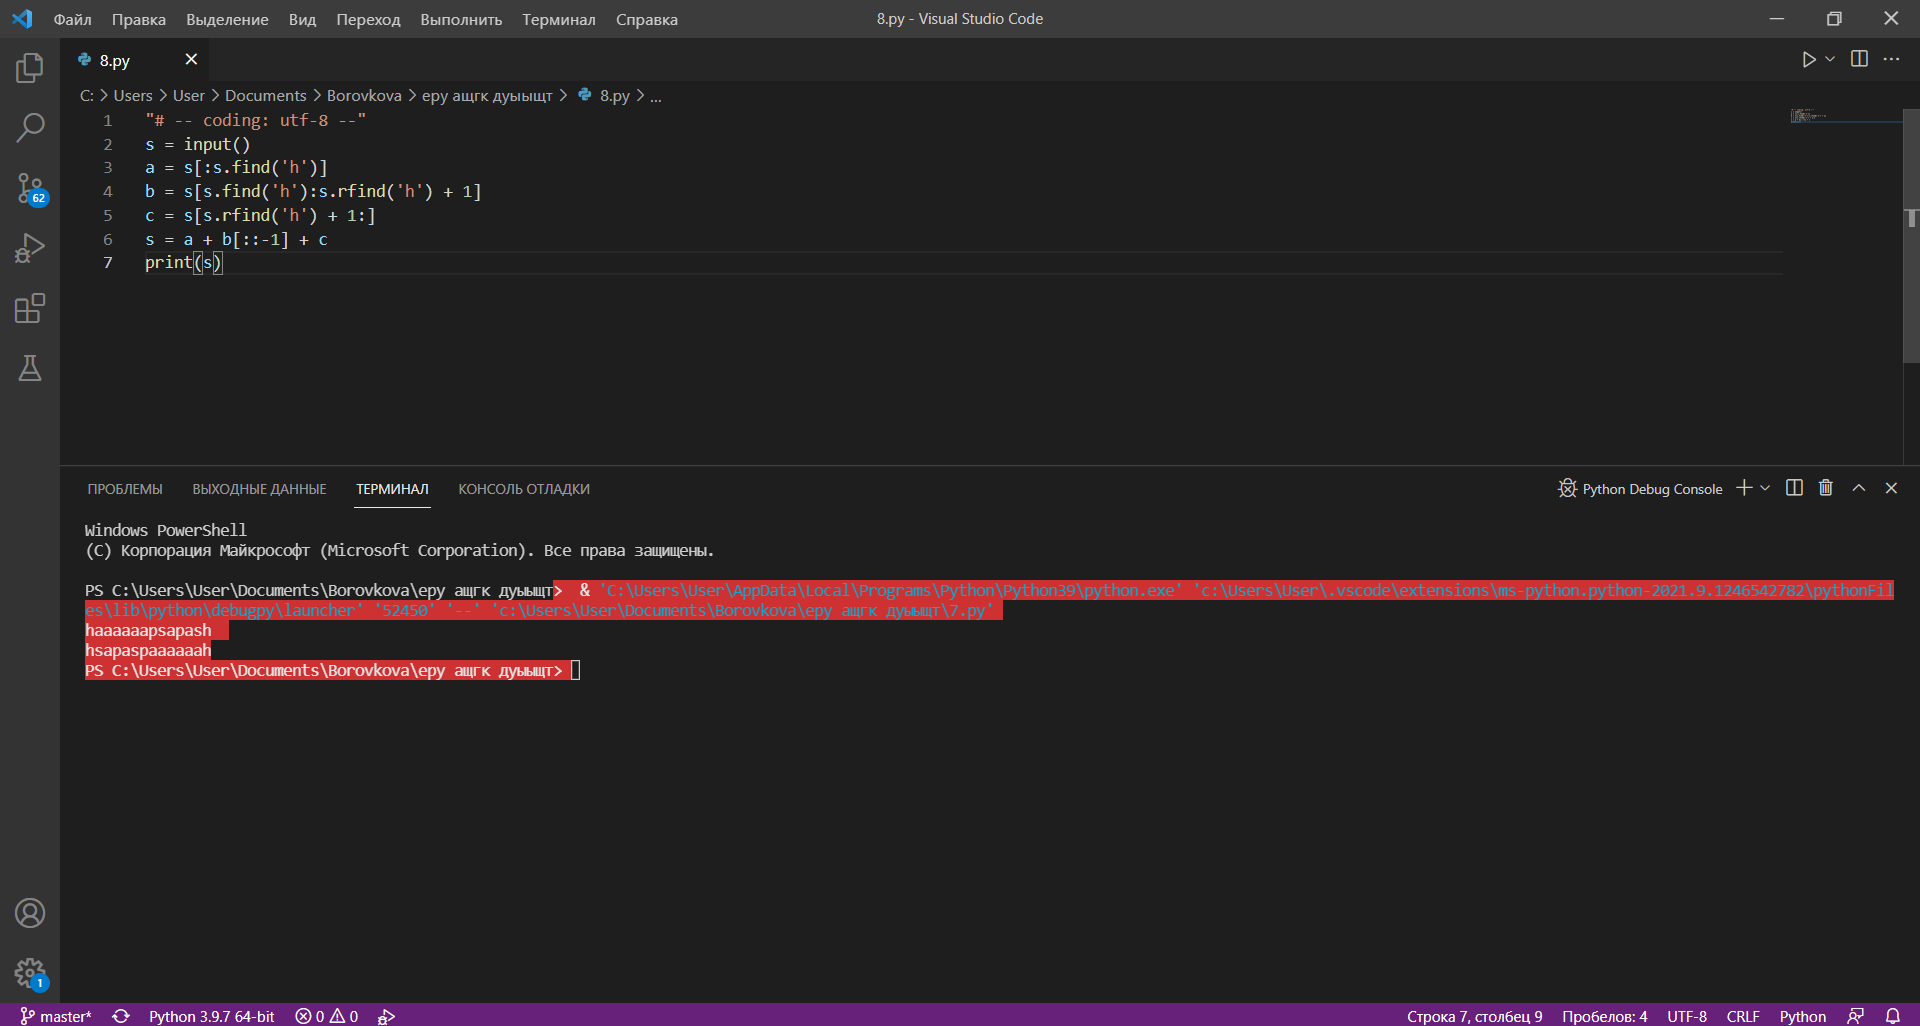 Файл Правка Выделение Вид Переход Выполнить Терминал Справка 8.py - Visual Studio Code
8.py
C: > Users > User > Documents > Borovkova > epy ащгк дуыыщт > 8.py > ...
1 "# -- coding: utf-8 --"
2 s = input()
3 a = s[:s.find('h')]
4 b = s[s.find('h'):s.rfind('h') + 1]
5 c = s[s.rfind('h') + 1:]
6 s = a + b[::-1] + c
7 print(s)
62
ПРОБЛЕМЫ ВЫХОДНЫЕ ДАННЫЕ ТЕРМИНАЛ КОНСОЛЬ ОТЛАДКИ Python Debug Console
Windows PowerShell
(C) Корпорация Майкрософт (Microsoft Corporation). Все права защищены.
PS C:\Users\User\Documents\Borovkova\epy ащгк дуыыщт> & 'C:\Users\User\AppData\Local\Programs\Python\Python39\python.exe' 'c:\Users\User\.vscode\extensions\ms-python.python-2021.9.1246542782\pythonFil
es\lib\python\debugpy\launcher' '52450' '--' 'c:\Users\User\Documents\Borovkova\epy ащгк дуыыщт\7.py'
haaaaaapsapash
hsapaspaaaaaah
PS C:\Users\User\Documents\Borovkova\epy ащгк дуыыщт>
1
master* Python 3.9.7 64-bit 0 0 Строка 7, столбец 9 Пробелов: 4 UTF-8 CRLF Python